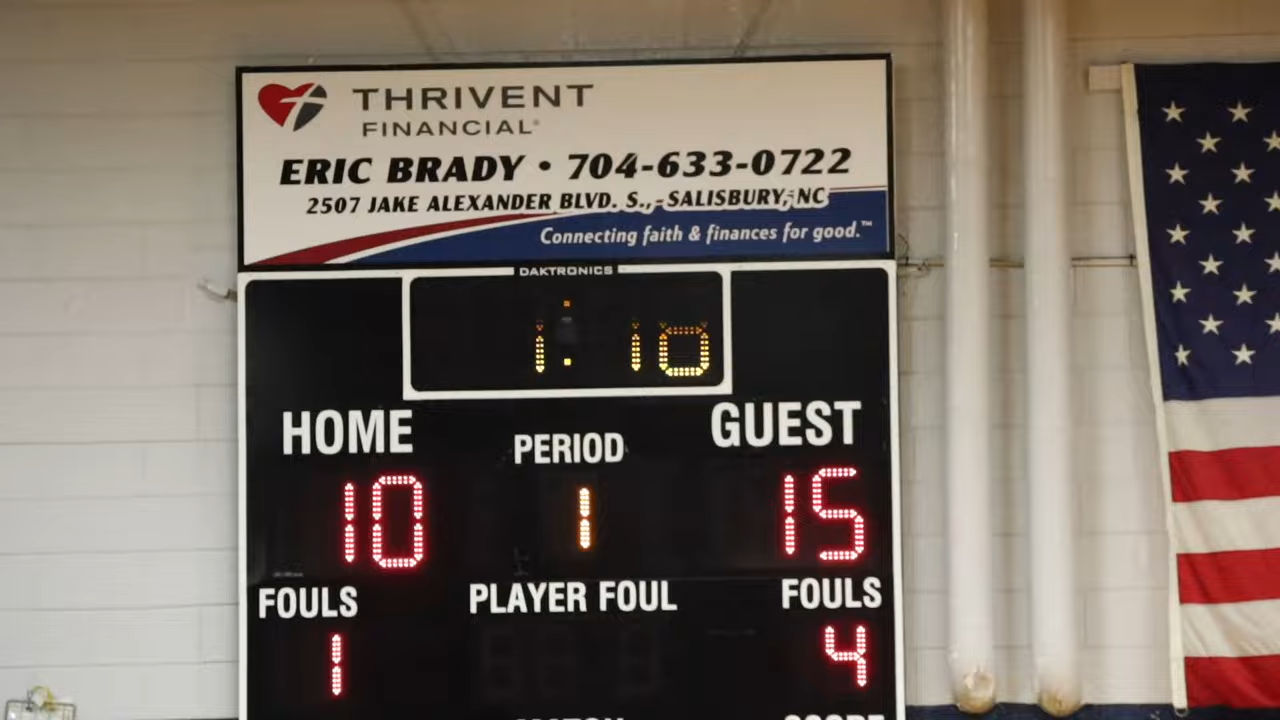 THRIVENT
FINANCIAL®
ERIC BRADY • 704-633-0722
2507 JAKE ALEXANDER BLVD. S., - SALISBURY, NC
Connecting faith & finances for good.™
DAKTRONICS
1:10
HOME PERIOD GUEST
10 1 15
FOULS PLAYER FOUL FOULS
1 4